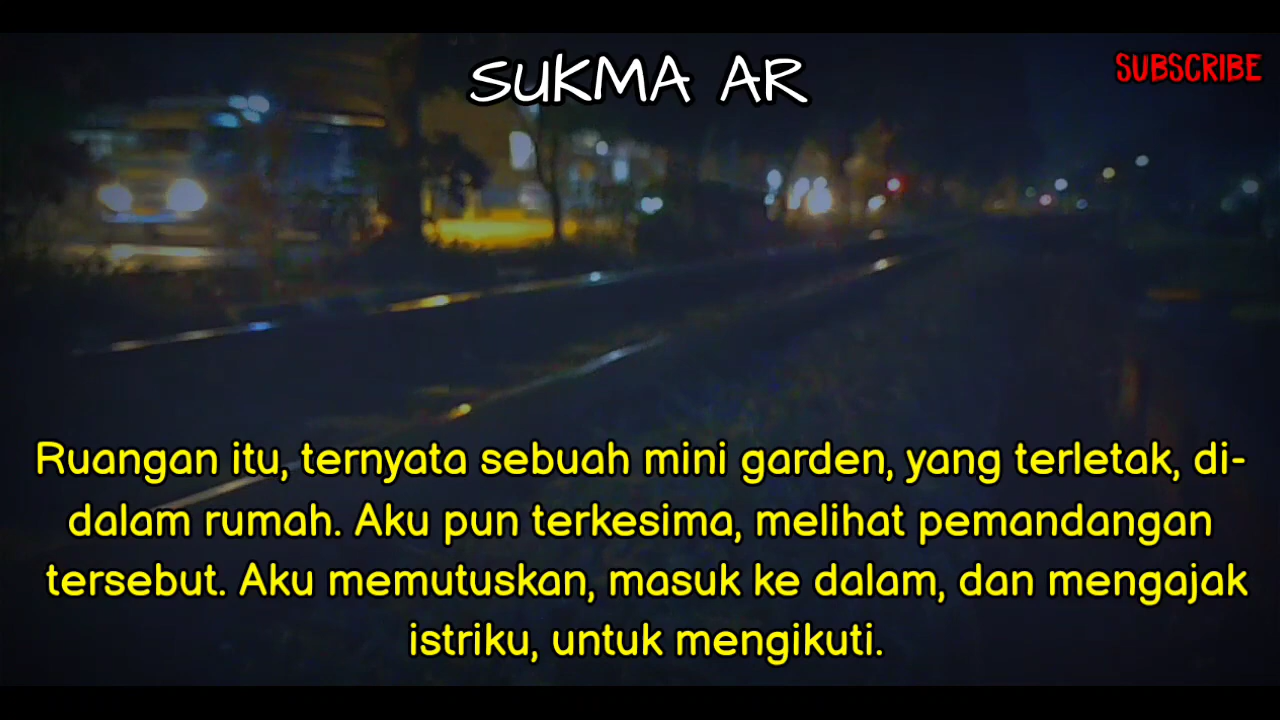 SUKMA AR
SUBSCRIBE
Ruangan itu, ternyata sebuah mini garden, yang terletak, di-
dalam rumah. Aku pun terkesima, melihat pemandangan
tersebut. Aku memutuskan, masuk ke dalam, dan mengajak
istriku, untuk mengikuti.